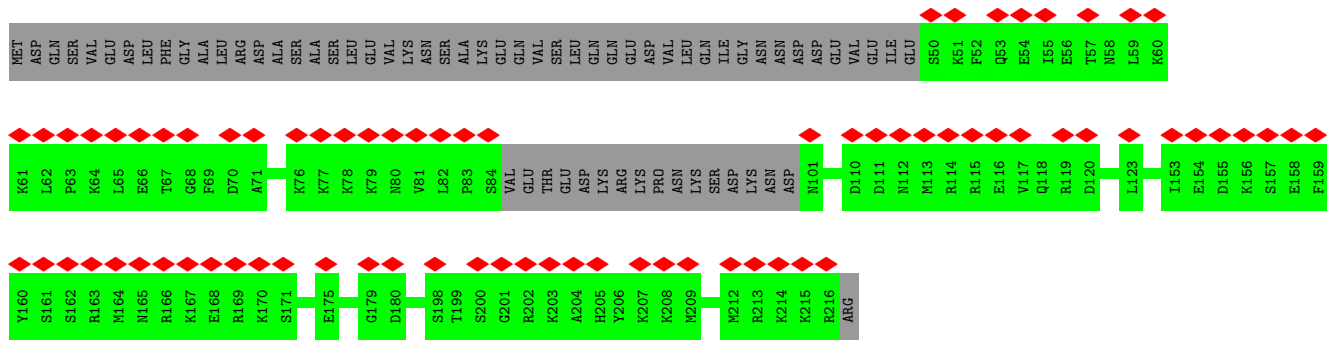 MET ASP GLN SER VAL GLU ASP LEU PHE GLY ALA LEU ARG ASP ALA SER ALA SER LEU GLU VAL LYS ASN SER ALA LYS GLU GLN VAL SER LEU GLN GLN GLU ASP VAL LEU GLN ILE GLY ASN ASN ASP ASP GLU VAL GLU ILE GLU S50 K51 F52 Q53 E54 I55 E56 T57 N58 L59 K60
K61 L62 P63 K64 L65 E66 T67 G68 F69 D70 A71 K76 K77 K78 K79 N80 V81 L82 P83 S84 VAL GLU THR GLU ASP LYS ARG LYS PRO ASN LYS SER ASP LYS ASN ASP N101 D110 D111 N112 M113 R114 R115 E116 V117 Q118 R119 D120 L123 I153 E154 D155 K156 S157 E158 F159
Y160 S161 S162 R163 M164 N165 R166 K167 E168 R169 K170 S171 E175 G179 D180 S198 T199 S200 G201 R202 K203 A204 H205 Y206 K207 K208 M209 M212 R213 K214 K215 R216 ARG